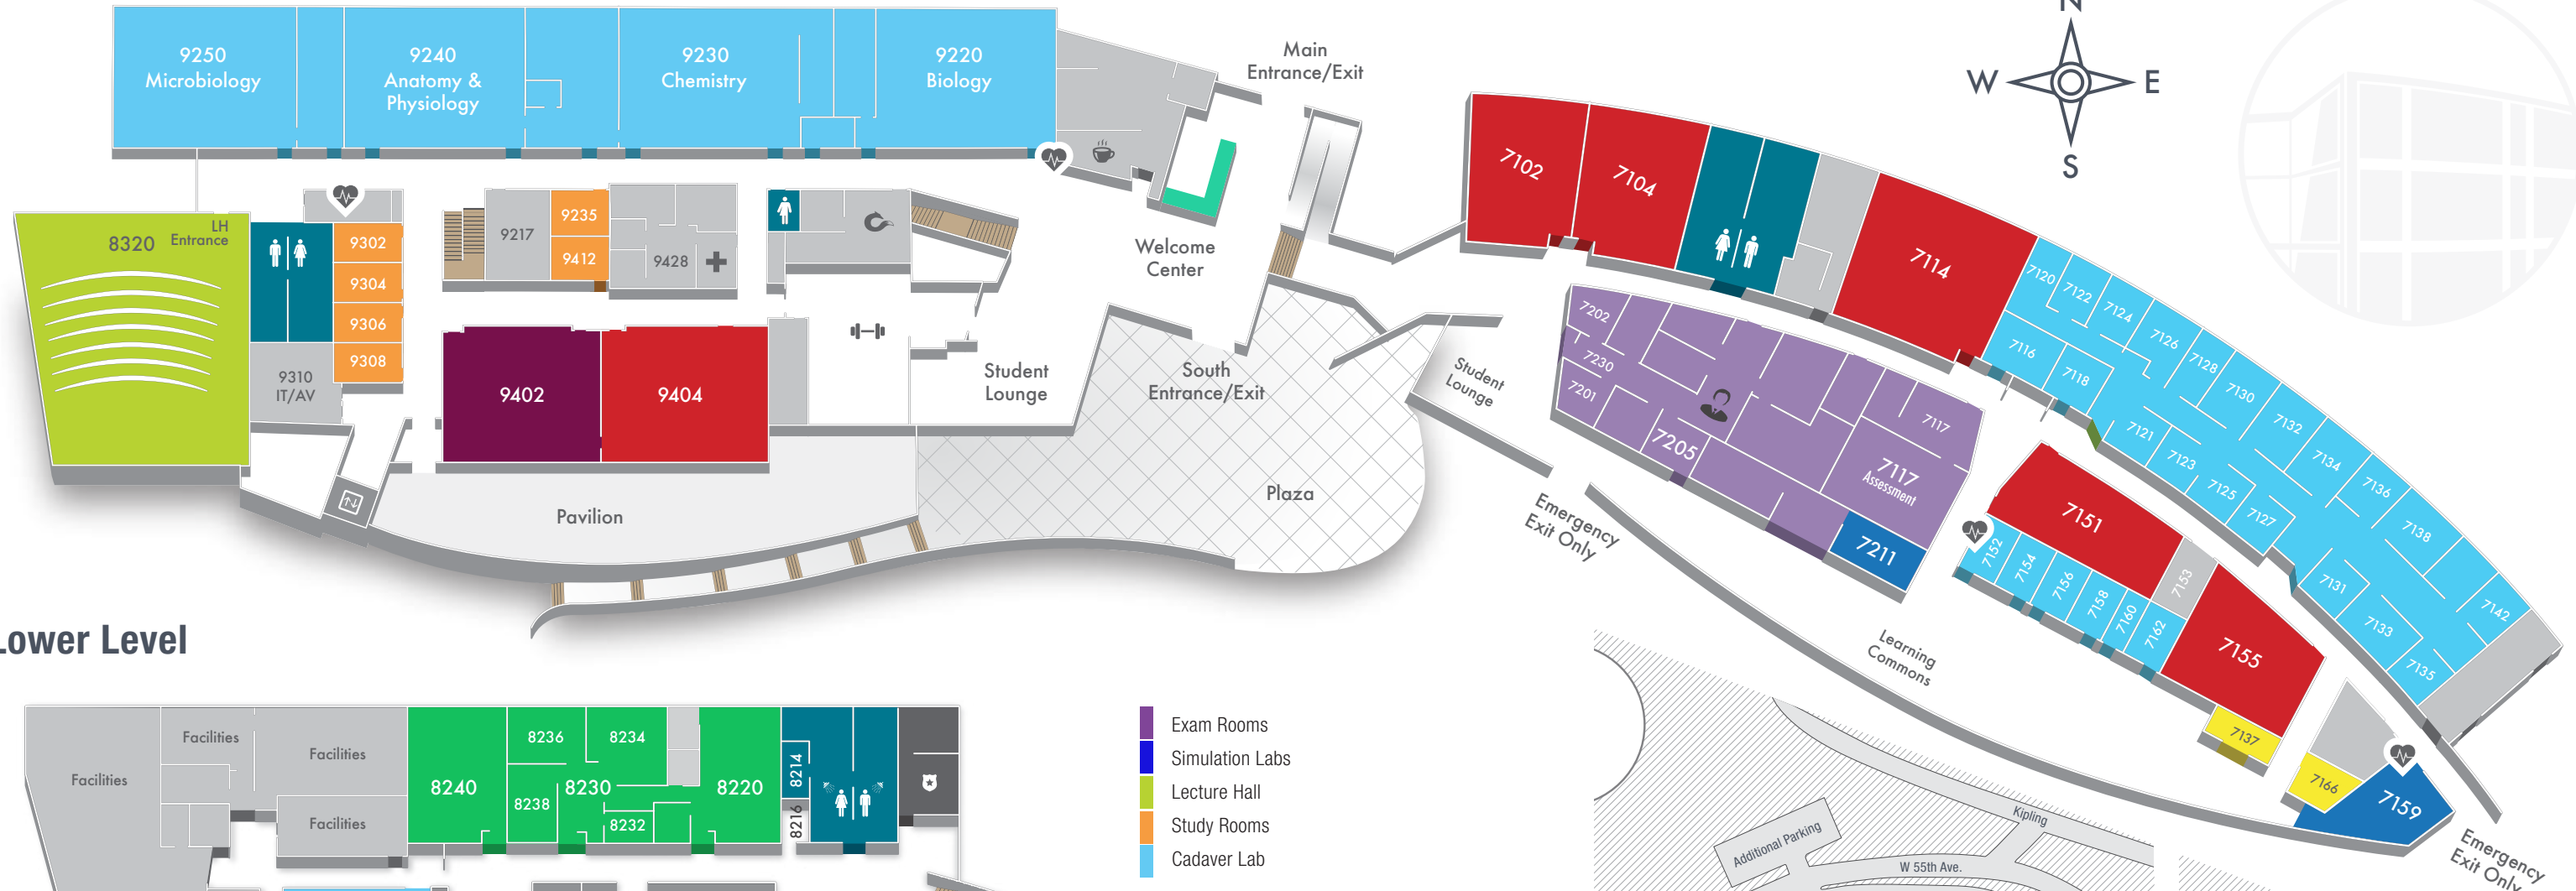 9250
Microbiology
9240
Anatomy &
Physiology
9230
Chemistry
9220
Biology
Main
Entrance/Exit
N
W
E
S
8320
LH
Entrance
9302
9304
9306
9308
9310
IT/AV
9217
9235
9412
9428
9402
9404
Welcome
Center
Student
Lounge
South
Entrance/Exit
Pavilion
Plaza
7102
7104
7114
7120
7122
7124
7126
7128
7130
7132
7134
7136
7138
7142
7116
7118
7121
7123
7125
7127
7131
7133
7135
Student
Lounge
7202
7230
7201
7205
7117
7117
Assessment
7211
Emergency
Exit Only
7151
7152
7154
7156
7158
7160
7162
7153
7155
7137
7166
7159
Learning
Commons
Emergency
Exit Only
Lower Level
Facilities
Facilities
Facilities
Facilities
8240
8236
8234
8238
8230
8232
8220
8214
8216
Exam Rooms
Simulation Labs
Lecture Hall
Study Rooms
Cadaver Lab
Additional Parking
Kipling
W 55th Ave.